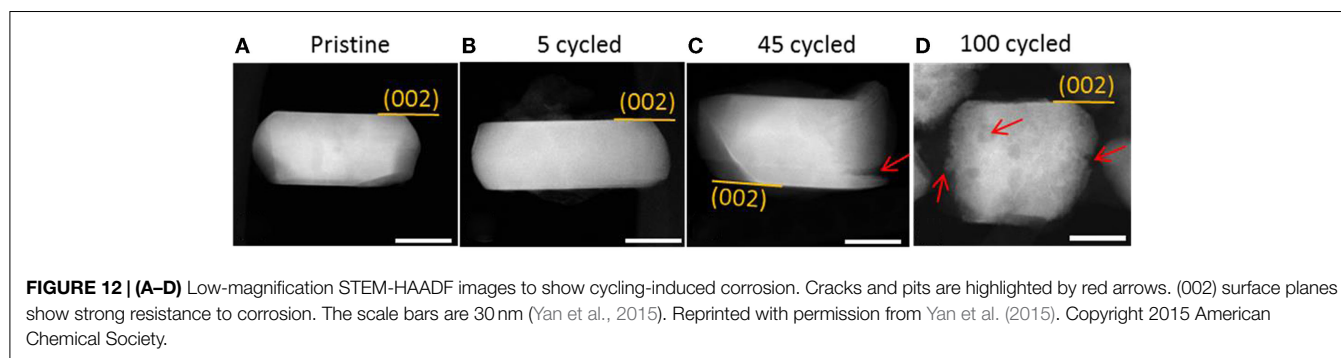 A Pristine B 5 cycled C 45 cycled D 100 cycled
(002) (002) (002) (002)
FIGURE 12 | (A–D) Low-magnification STEM-HAADF images to show cycling-induced corrosion. Cracks and pits are highlighted by red arrows. (002) surface planes
show strong resistance to corrosion. The scale bars are 30 nm (Yan et al., 2015). Reprinted with permission from Yan et al. (2015). Copyright 2015 American
Chemical Society.